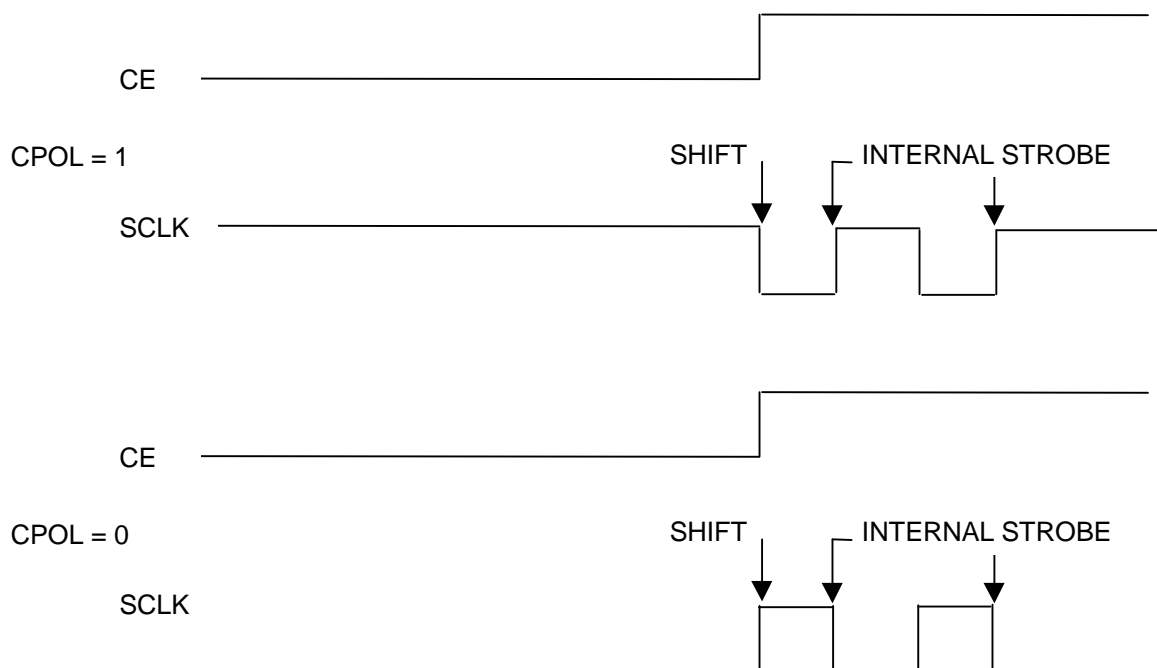 CE
CPOL = 1
SHIFT
INTERNAL STROBE
SCLK
CE
CPOL = 0
SHIFT
INTERNAL STROBE
SCLK